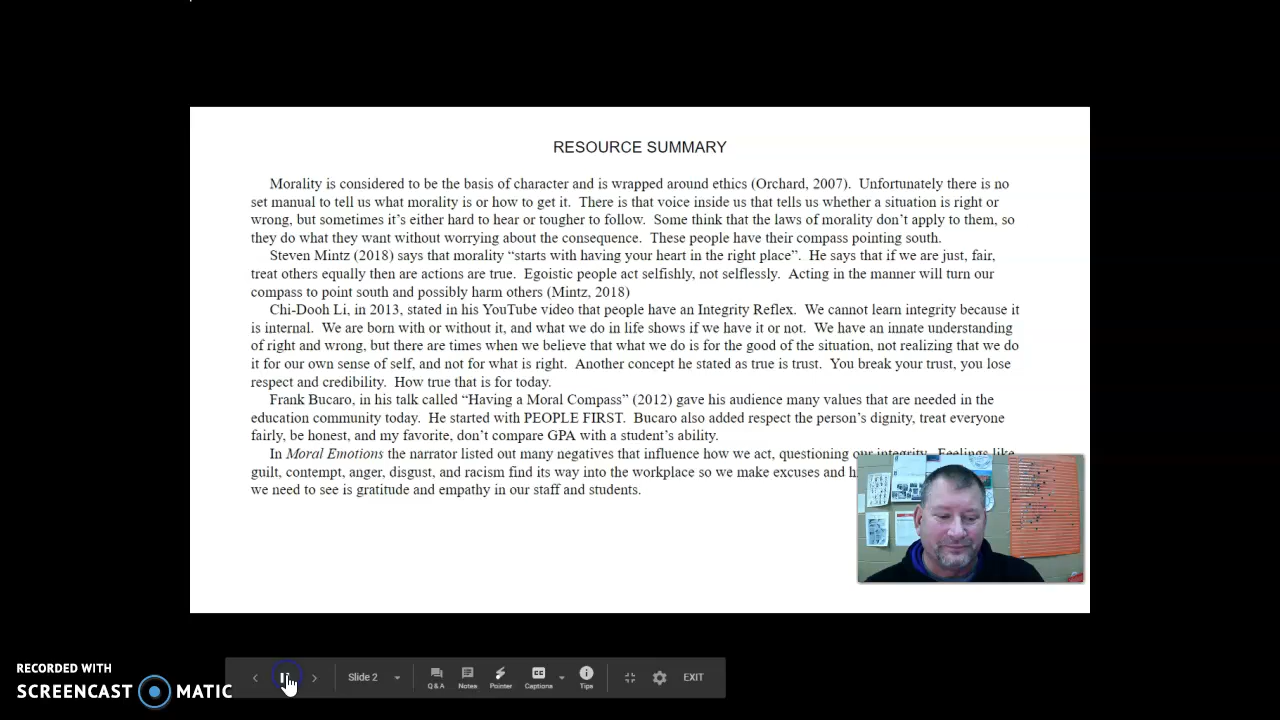 RESOURCE SUMMARY
Morality is considered to be the basis of character and is wrapped around ethics (Orchard, 2007).  Unfortunately there is no
set manual to tell us what morality is or how to get it.  There is that voice inside us that tells us whether a situation is right or
wrong, but sometimes it's either hard to hear or tougher to follow.  Some think that the laws of morality don't apply to them, so
they do what they want without worrying about the consequence.  These people have their compass pointing south.
Steven Mintz (2018) says that morality “starts with having your heart in the right place”.  He says that if we are just, fair,
treat others equally then are actions are true.  Egoistic people act selfishly, not selflessly.  Acting in the manner will turn our
compass to point south and possibly harm others (Mintz, 2018)
Chi-Dooh Li, in 2013, stated in his YouTube video that people have an Integrity Reflex.  We cannot learn integrity because it
is internal.  We are born with or without it, and what we do in life shows if we have it or not.  We have an innate understanding
of right and wrong, but there are times when we believe that what we do is for the good of the situation, not realizing that we do
it for our own sense of self, and not for what is right.  Another concept he stated as true is trust.  You break your trust, you lose
respect and credibility.  How true that is for today.
Frank Bucaro, in his talk called “Having a Moral Compass” (2012) gave his audience many values that are needed in the
education community today.  He started with PEOPLE FIRST.  Bucaro also added respect the person's dignity, treat everyone
fairly, be honest, and my favorite, don't compare GPA with a student's ability.
In Moral Emotions the narrator listed out many negatives that influence how we act, questioning our integrity.  Feelings like
guilt, contempt, anger, disgust, and racism find its way into the workplace so we make excuses and
we need to see is gratitude and empathy in our staff and students.
RECORDED WITH
SCREENCAST MATIC
Slide 2
Q & A
Notes
Pointer
CC
Captions
Tips
EXIT